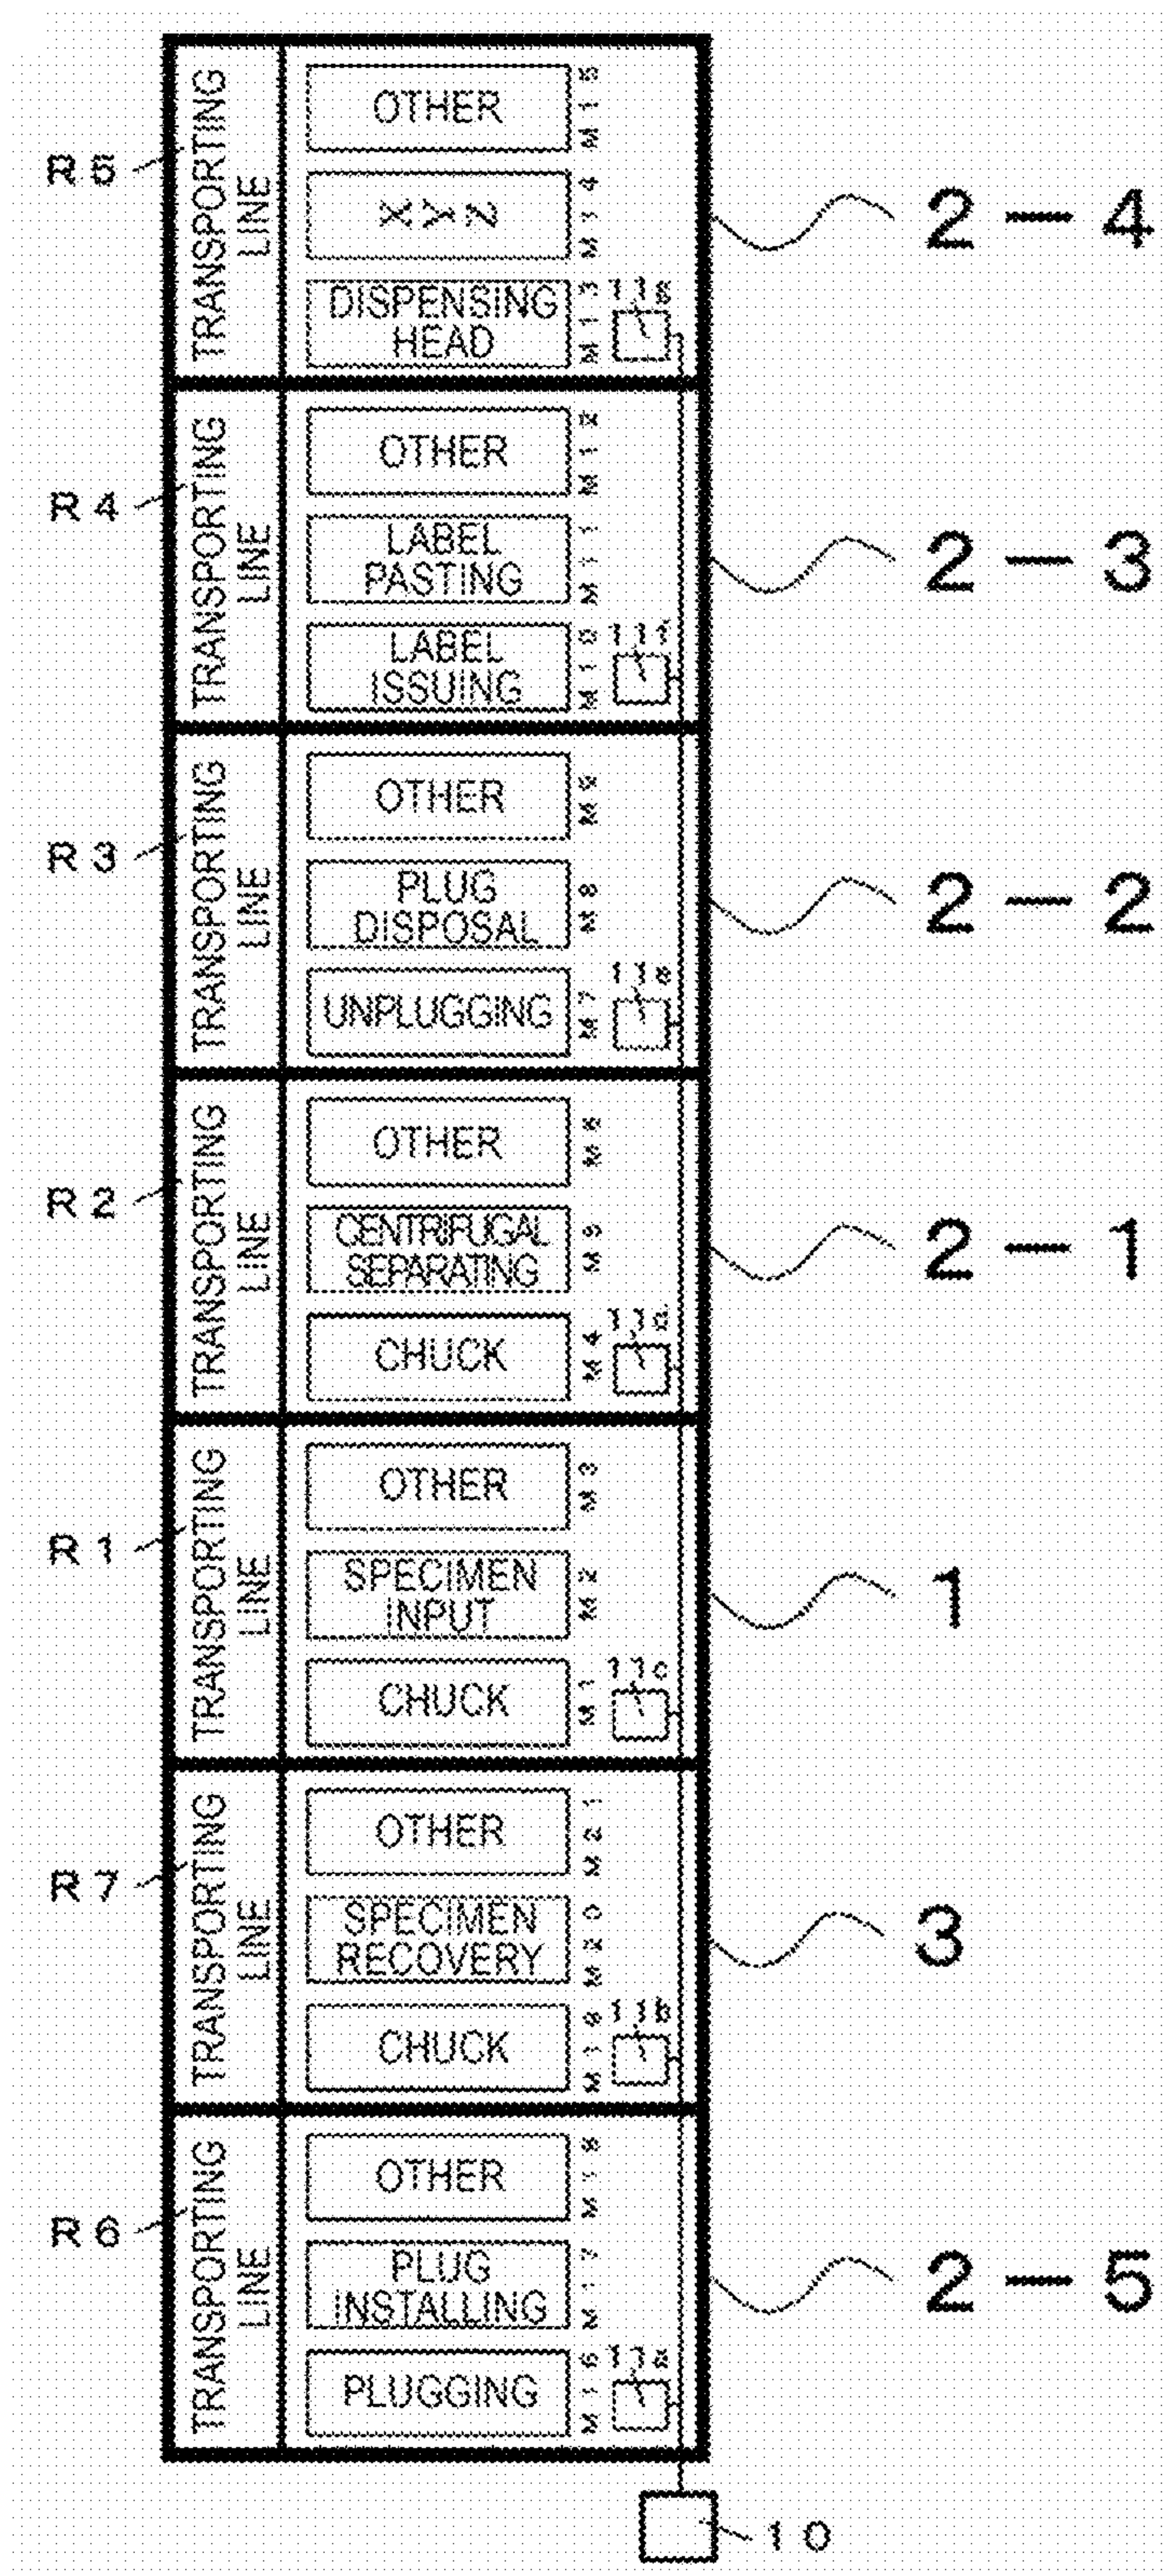 R5
TRANSPORTING
LINE
OTHER
M15
XYZ
M14
DISPENSING
HEAD
M13
11g
2-4
R4
TRANSPORTING
LINE
OTHER
M12
LABEL
PASTING
M11
LABEL
ISSUING
M10
11f
2-3
R3
TRANSPORTING
LINE
OTHER
M9
PLUG
DISPOSAL
M8
UNPLUGGING
M7
11e
2-2
R2
TRANSPORTING
LINE
OTHER
M6
CENTRIFUGAL
SEPARATING
M5
CHUCK
M4
11d
2-1
R1
TRANSPORTING
LINE
OTHER
M3
SPECIMEN
INPUT
M2
CHUCK
M1
11c
1
R7
TRANSPORTING
LINE
OTHER
M21
SPECIMEN
RECOVERY
M20
CHUCK
M19
11b
3
R6
TRANSPORTING
LINE
OTHER
M18
PLUG
INSTALLING
M17
PLUGGING
M16
11a
2-5
10